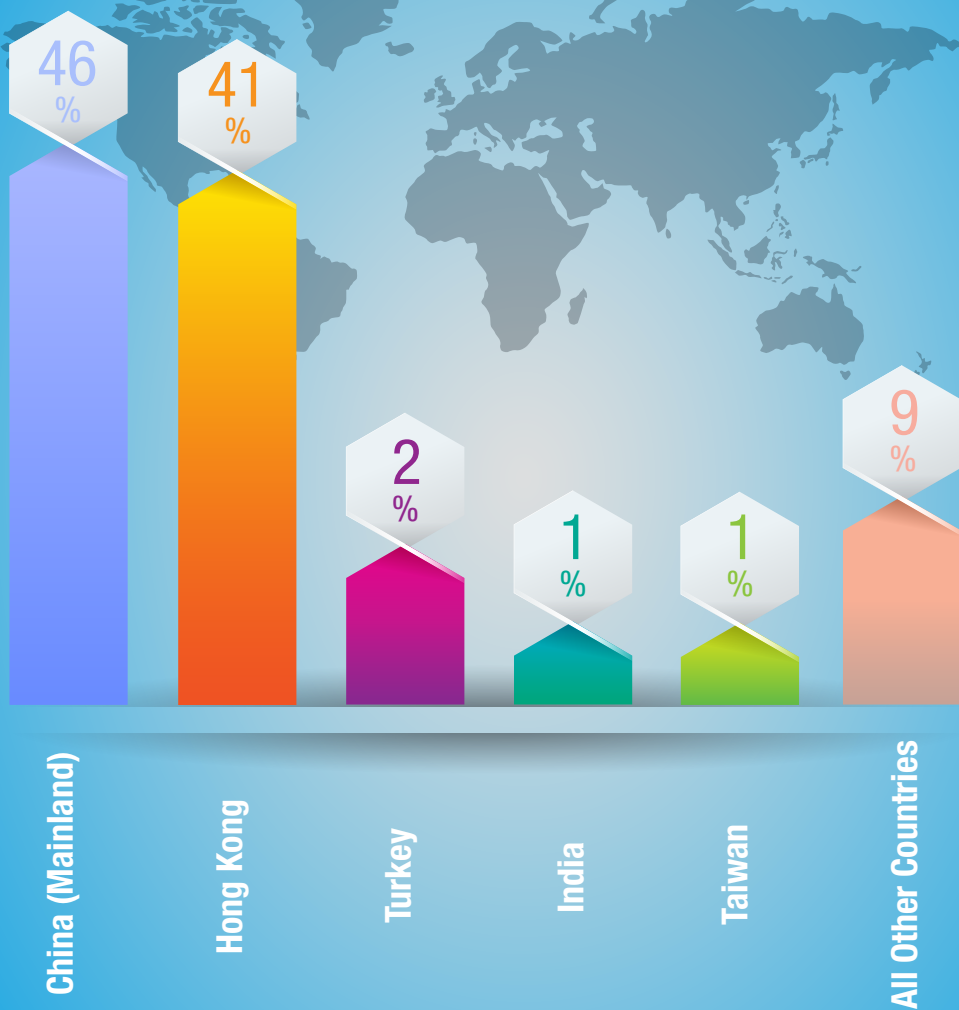 46
%
41
%
2
%
1
%
1
%
9
%
China (Mainland)
Hong Kong
Turkey
India
Taiwan
All Other Countries